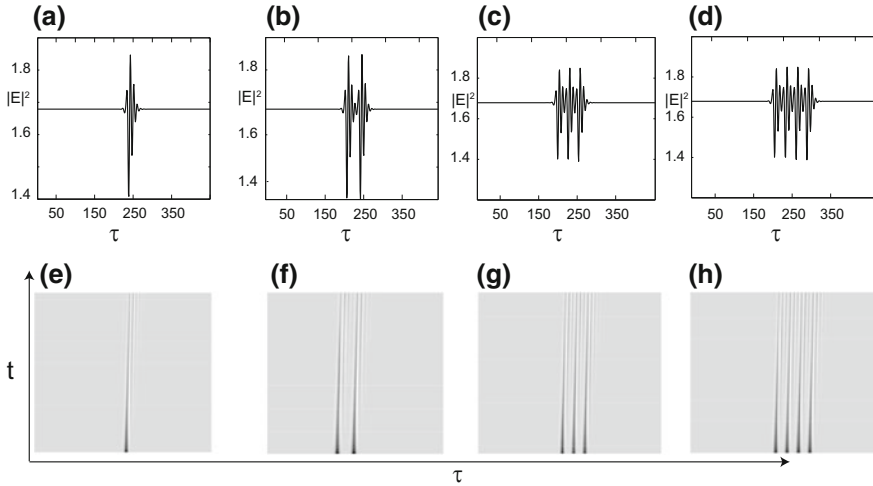 (a) (b) (c) (d)
1.8 1.8 1.8 1.8
|E|² |E|² |E|² |E|²
1.6 1.6 1.6 1.6
1.4 1.4 1.4 1.4
50 150 250 350 50 150 250 350 50 150 250 350 50 150 250 350
τ τ τ τ
(e) (f) (g) (h)
t
τ